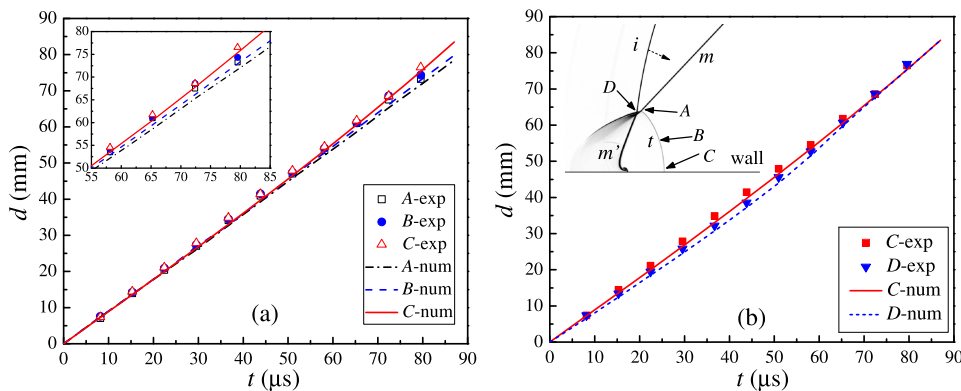 90
80
70
60
50
40
30
20
10
0
d (mm)
80
75
70
65
60
55
50
55 60 65 70 75 80 85
A-exp
B-exp
C-exp
A-num
B-num
C-num
(a)
0 10 20 30 40 50 60 70 80 90
t (μs)
90
80
70
60
50
40
30
20
10
0
d (mm)
i
m
D
A
B
t
C
m'
wall
C-exp
D-exp
C-num
D-num
(b)
0 10 20 30 40 50 60 70 80 90
t (μs)